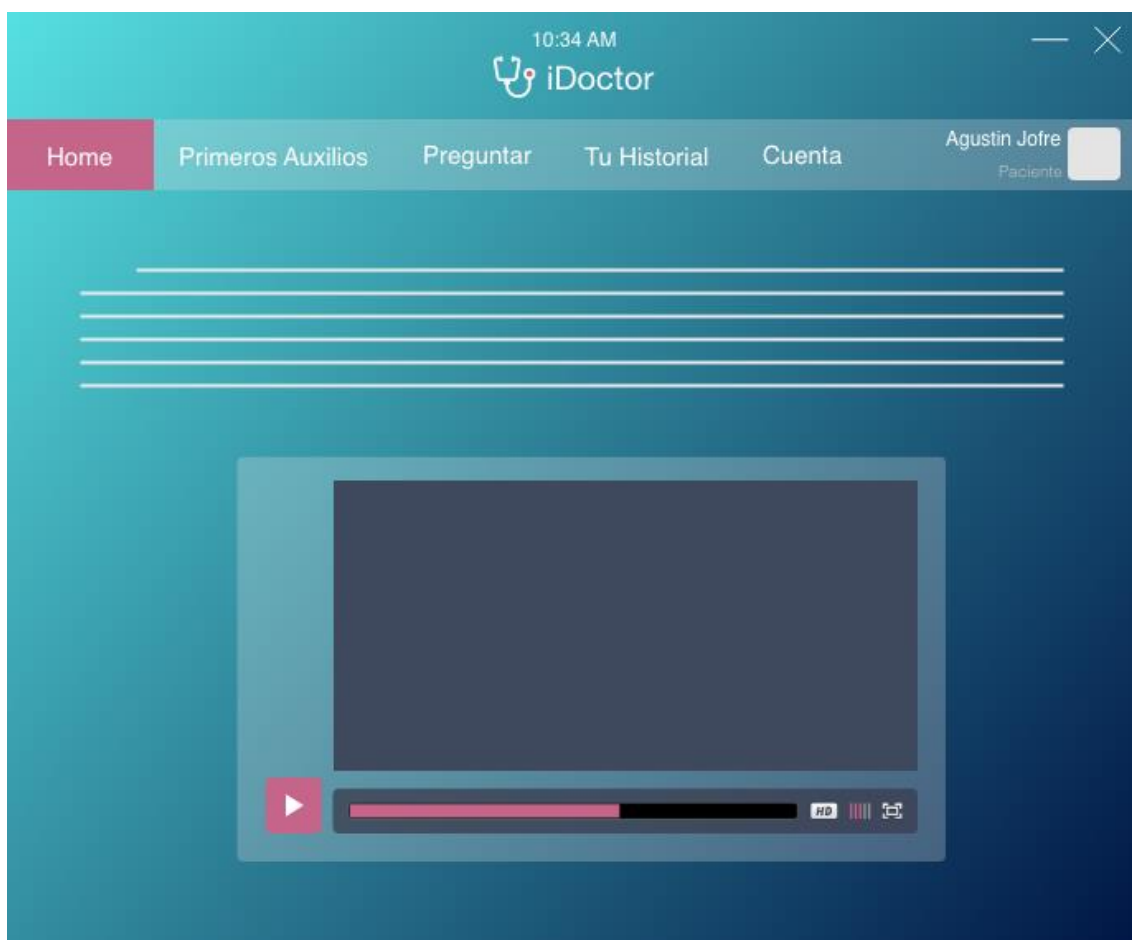 10:34 AM
iDoctor
Home
Primeros Auxilios
Preguntar
Tu Historial
Cuenta
Agustin Jofre
Paciente
HD